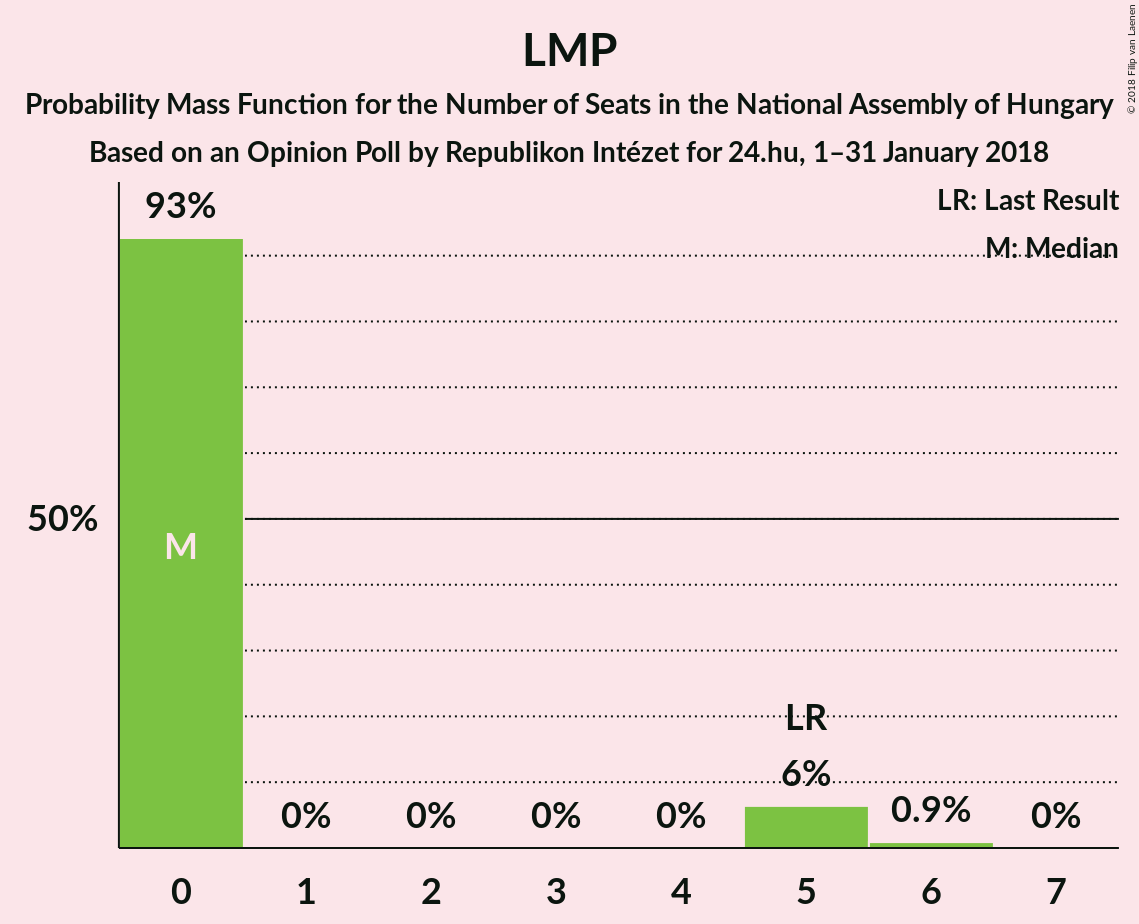 LMP
Probability Mass Function for the Number of Seats in the National Assembly of Hungary
Based on an Opinion Poll by Republikon Intézet for 24.hu, 1–31 January 2018
© 2018 Filip van Laenen
LR: Last Result
M: Median
93%
50%
M
LR
0% 0% 0% 0% 6% 0.9% 0%
0 1 2 3 4 5 6 7